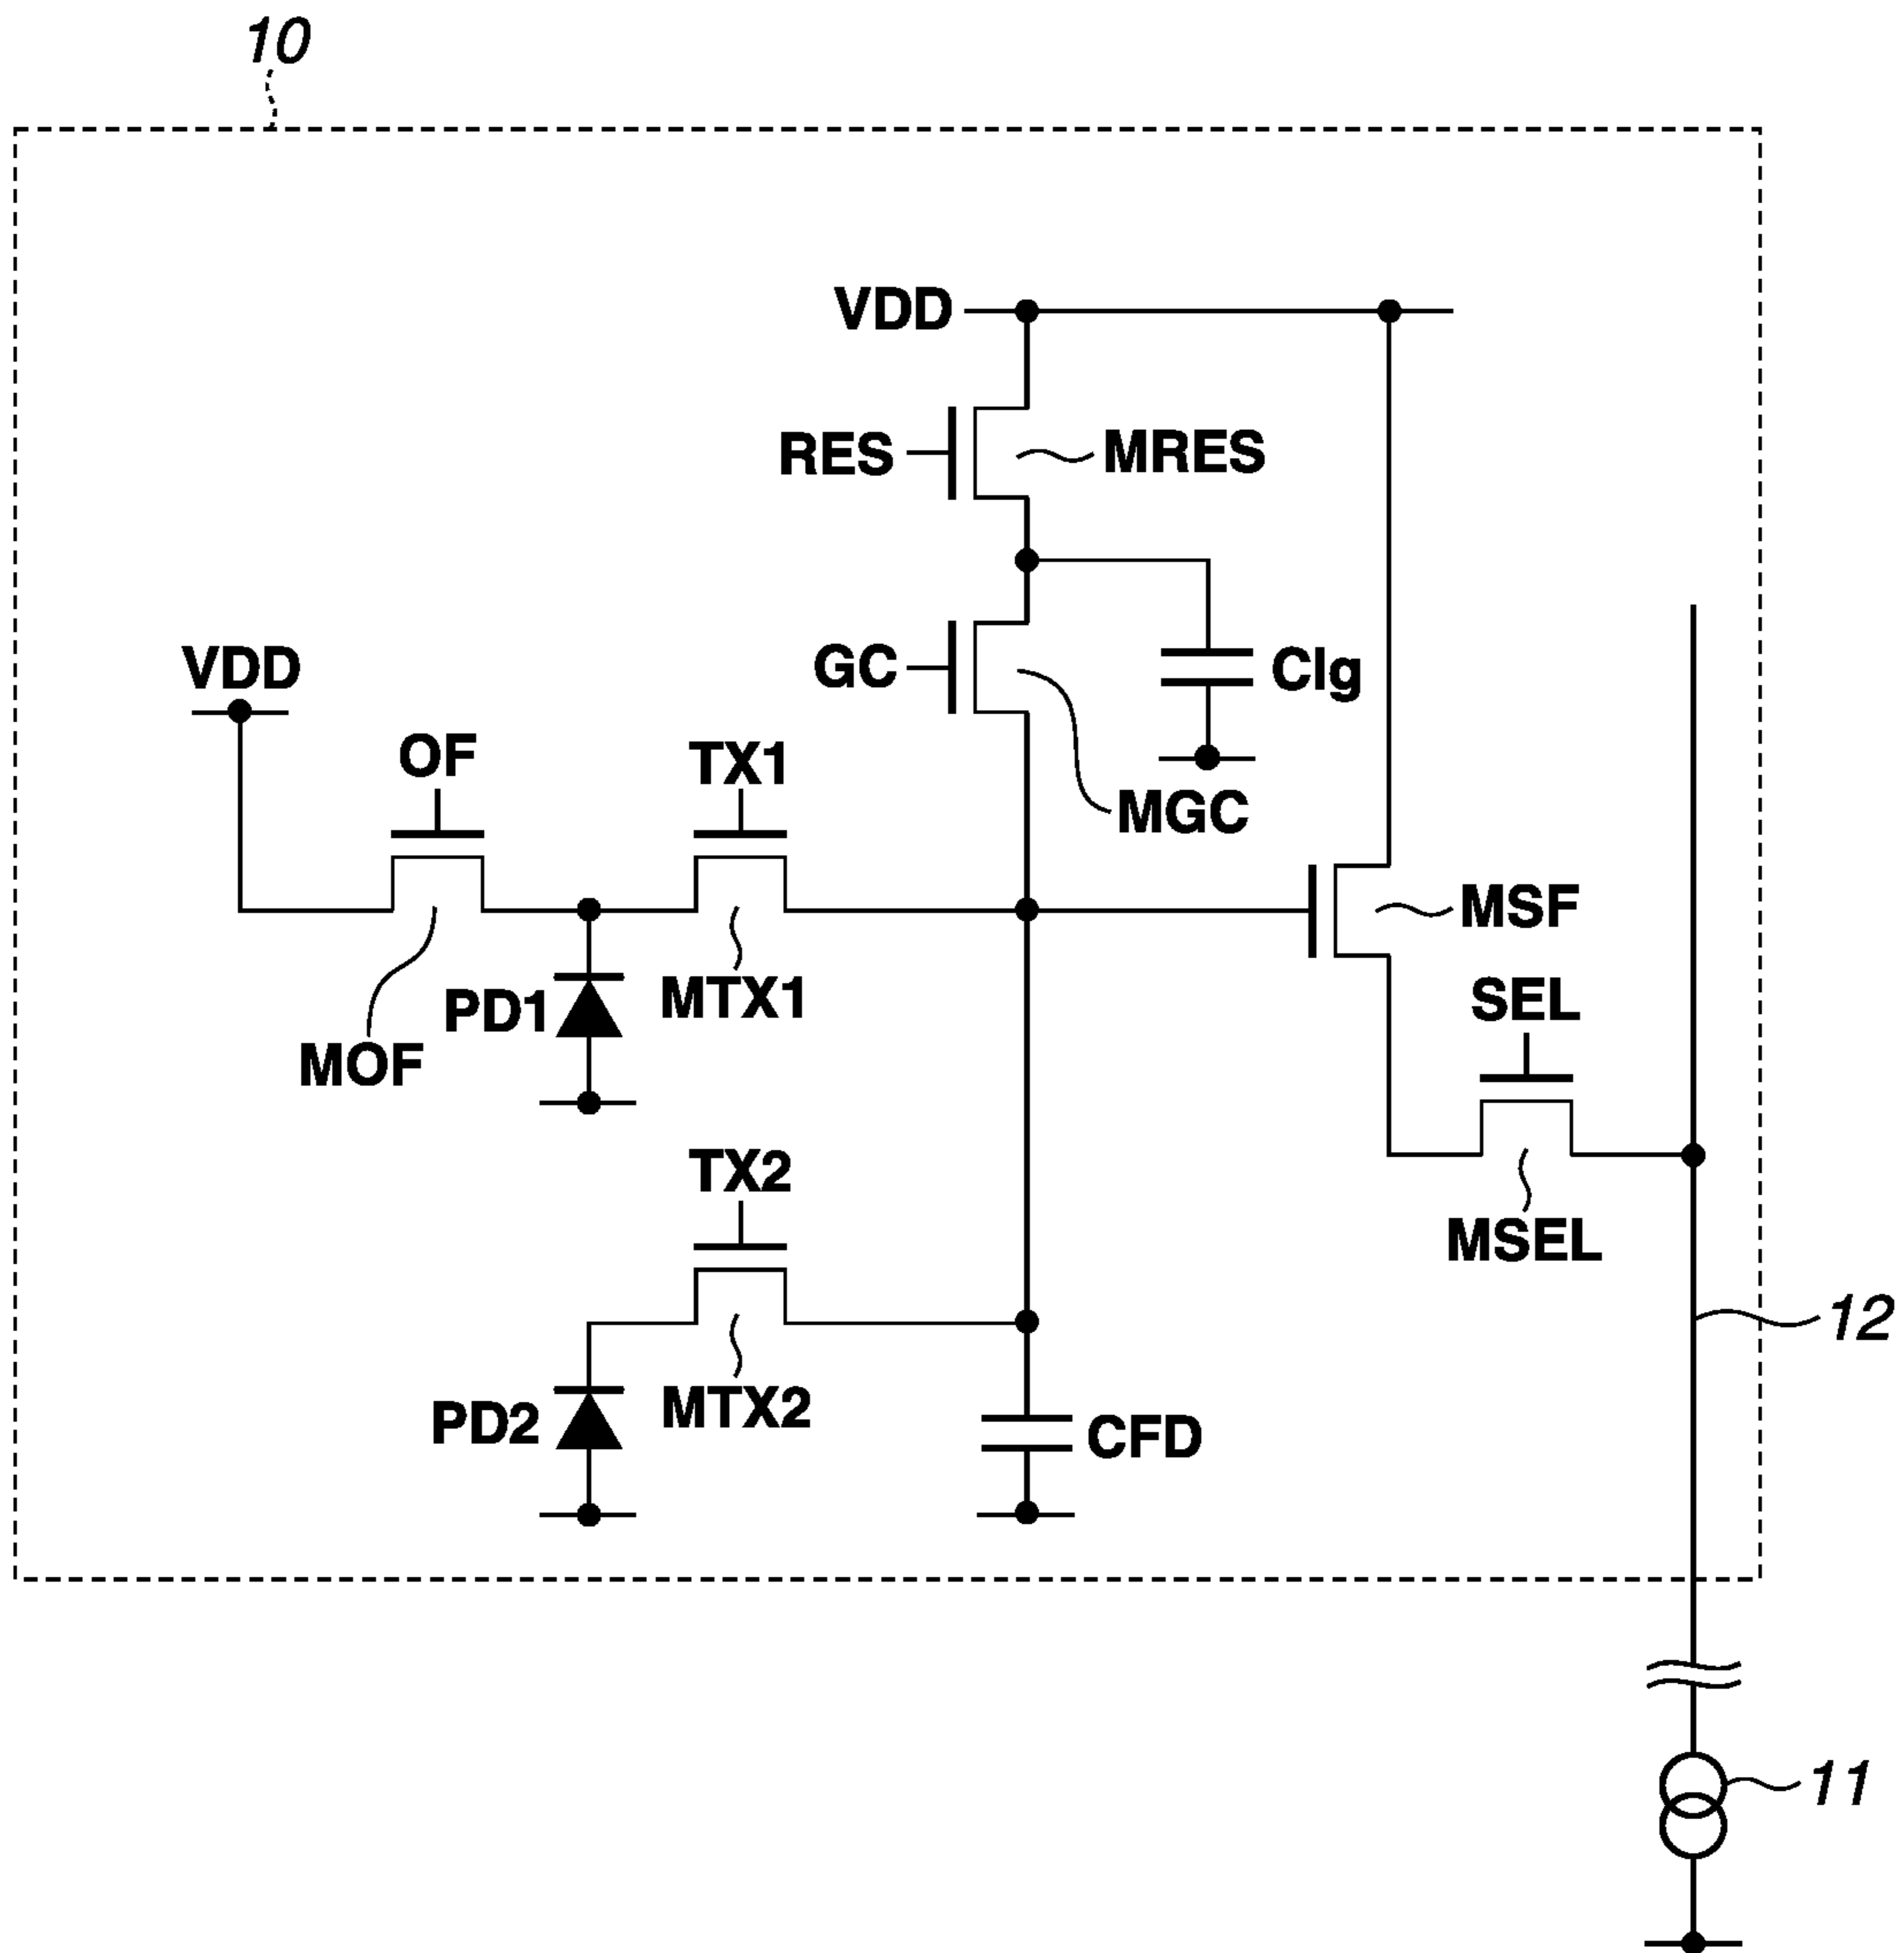 10
VDD
RES
MRES
GC
Clg
VDD
OF
TX1
MGC
MSF
PD1
MTX1
SEL
MOF
TX2
MSEL
12
PD2
MTX2
CFD
11